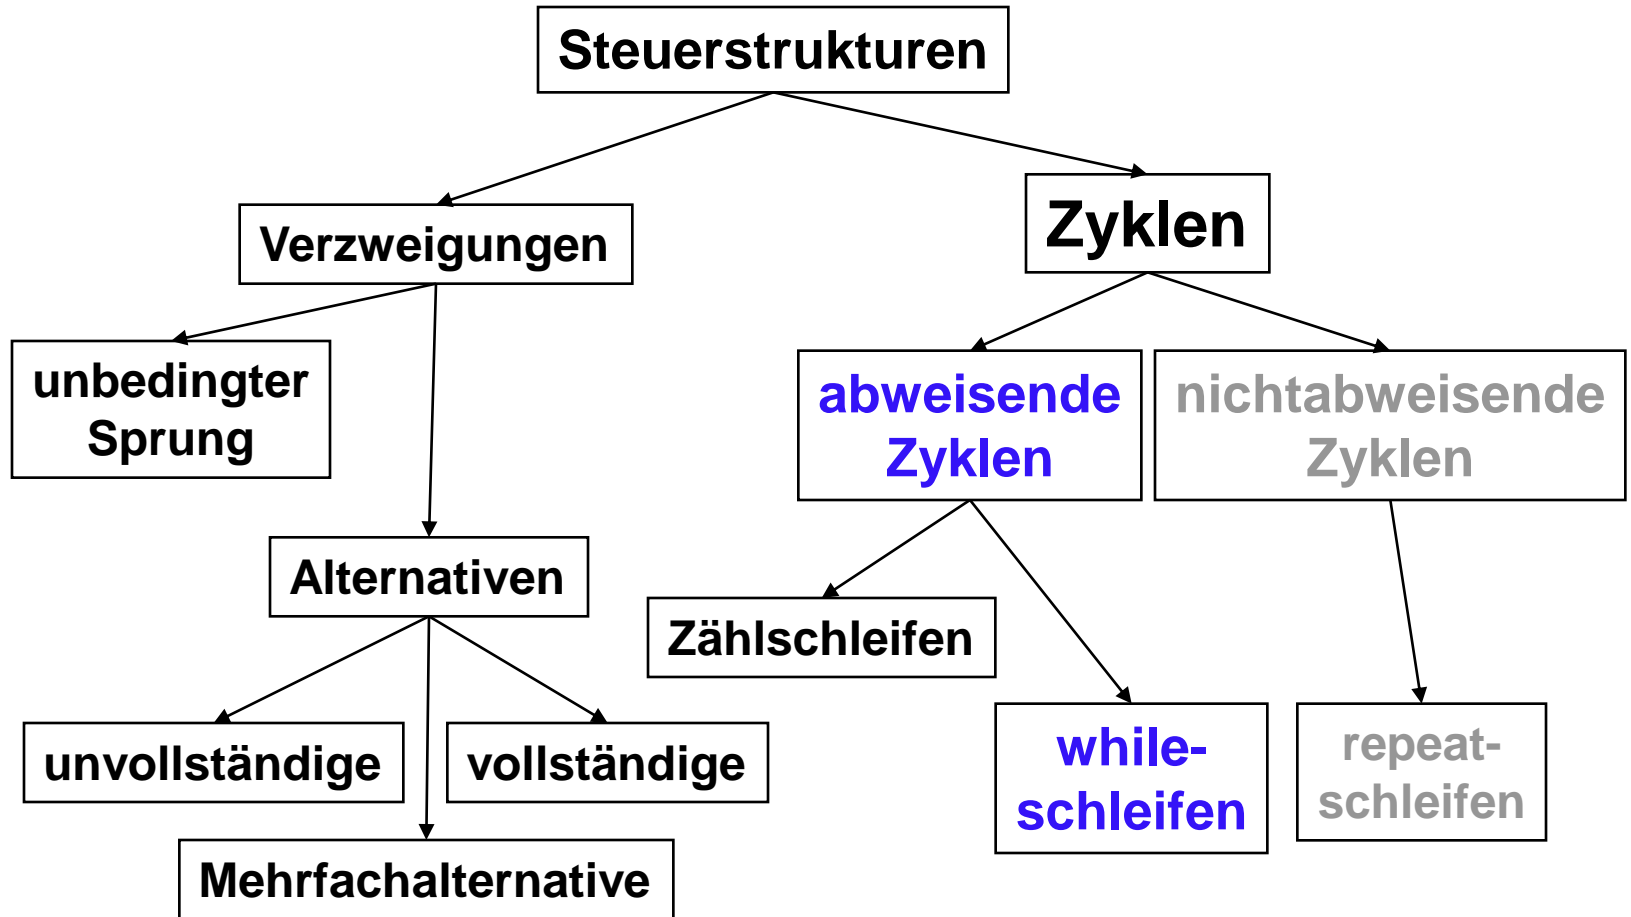 Steuerstrukturen
Verzweigungen
Zyklen
unbedingter
Sprung
abweisende
Zyklen
nichtabweisende
Zyklen
Alternativen
Zählschleifen
unvollständige
vollständige
while-
schleifen
repeat-
schleifen
Mehrfachalternative